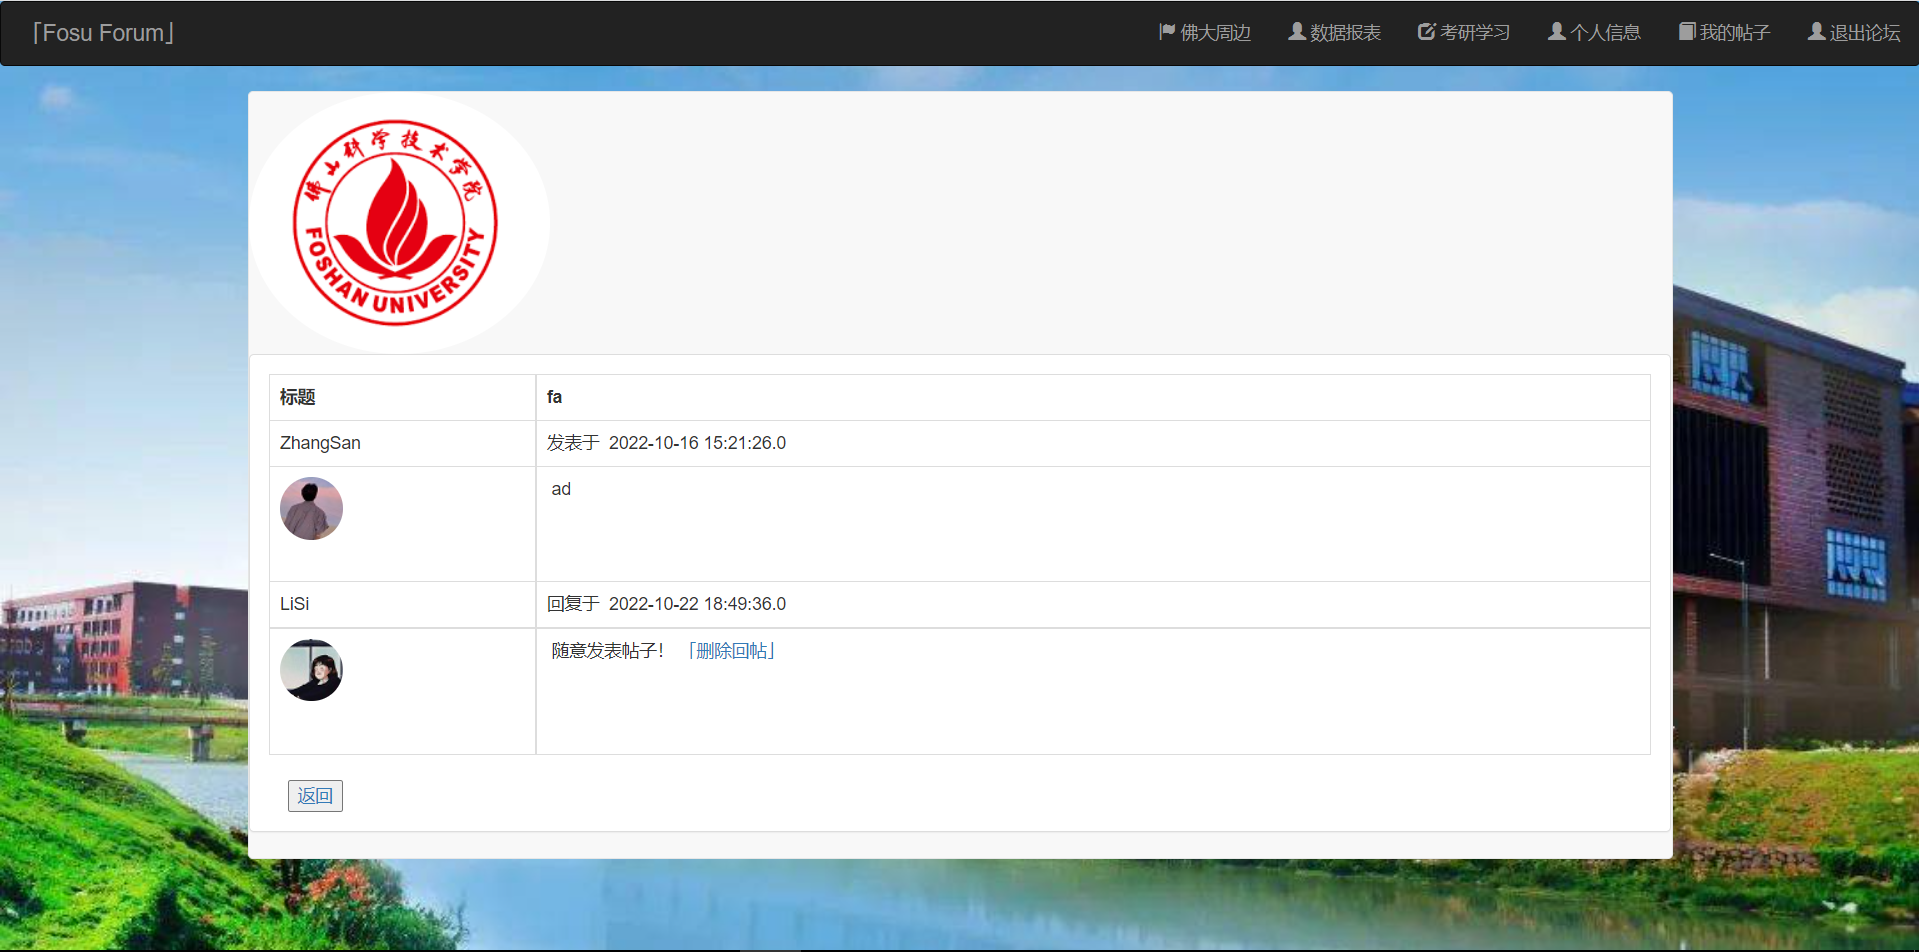 「Fosu Forum」
佛大周边 数据报表 考研学习 个人信息 我的帖子 退出论坛
佛山科学技术学院
FOSHAN UNIVERSITY
标题 fa
ZhangSan 发表于 2022-10-16 15:21:26.0
ad
LiSi 回复于 2022-10-22 18:49:36.0
随意发表帖子! 「删除回帖」
返回